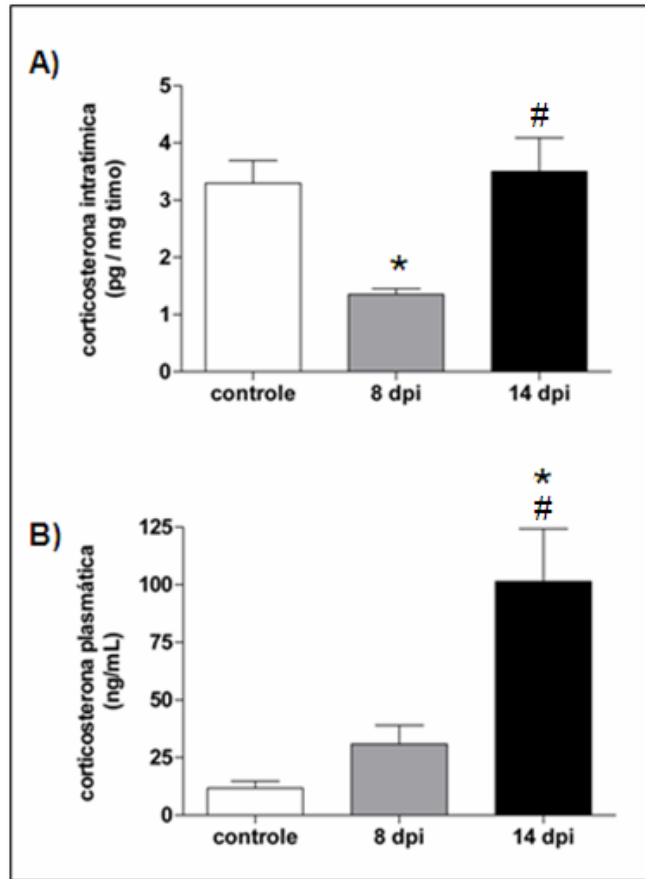 A)
corticosterona intratímica
(pg / mg timo)
5
4
3
2
1
0
*
#
controle
8 dpi
14 dpi
B)
corticosterona plasmática
(ng/mL)
125
100
75
50
25
0
*
#
controle
8 dpi
14 dpi